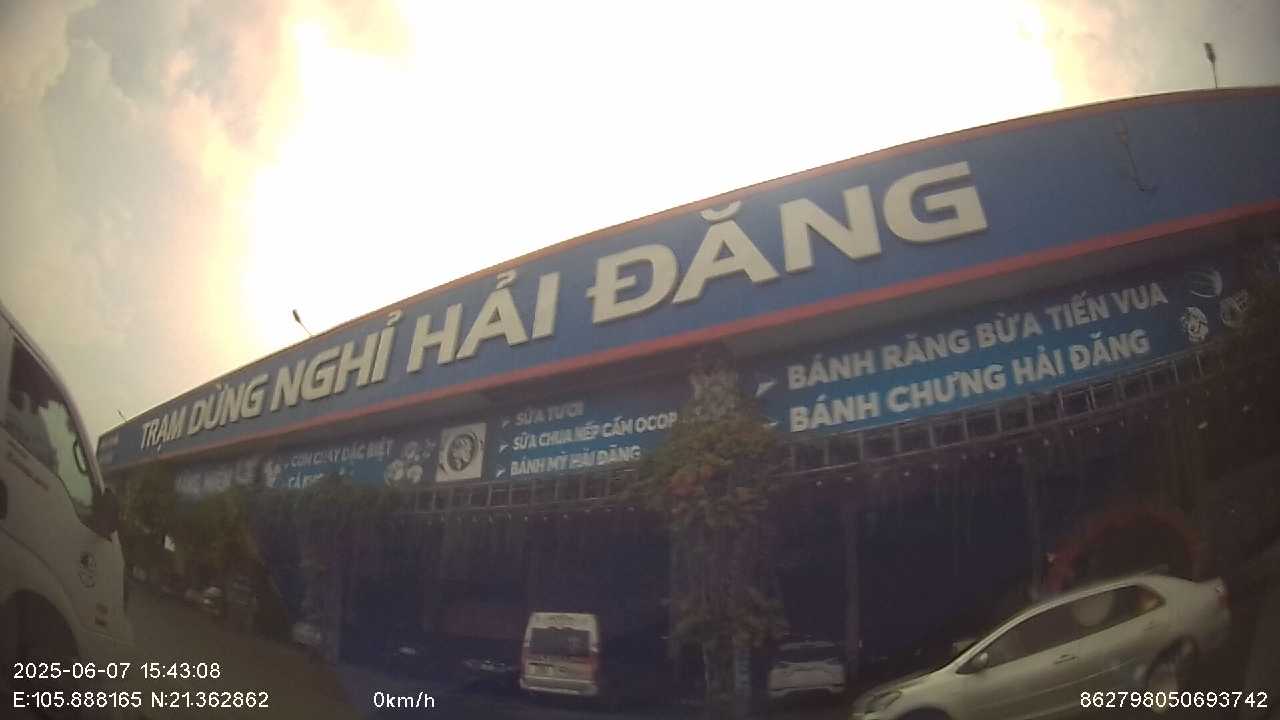 TRẠM DỪNG NGHỈ HẢI ĐĂNG
BÁNH RĂNG BỪA TIẾN VUA
BÁNH CHƯNG HẢI ĐĂNG
SỮA TƯƠI
SỮA CHUA NẾP CẨM OCOP
BÁNH MỲ HẢI ĐĂNG
CHAY ĐẶC BIỆT
2025-06-07 15:43:08
E:105.888165 N:21.362862
0km/h
862798050693742